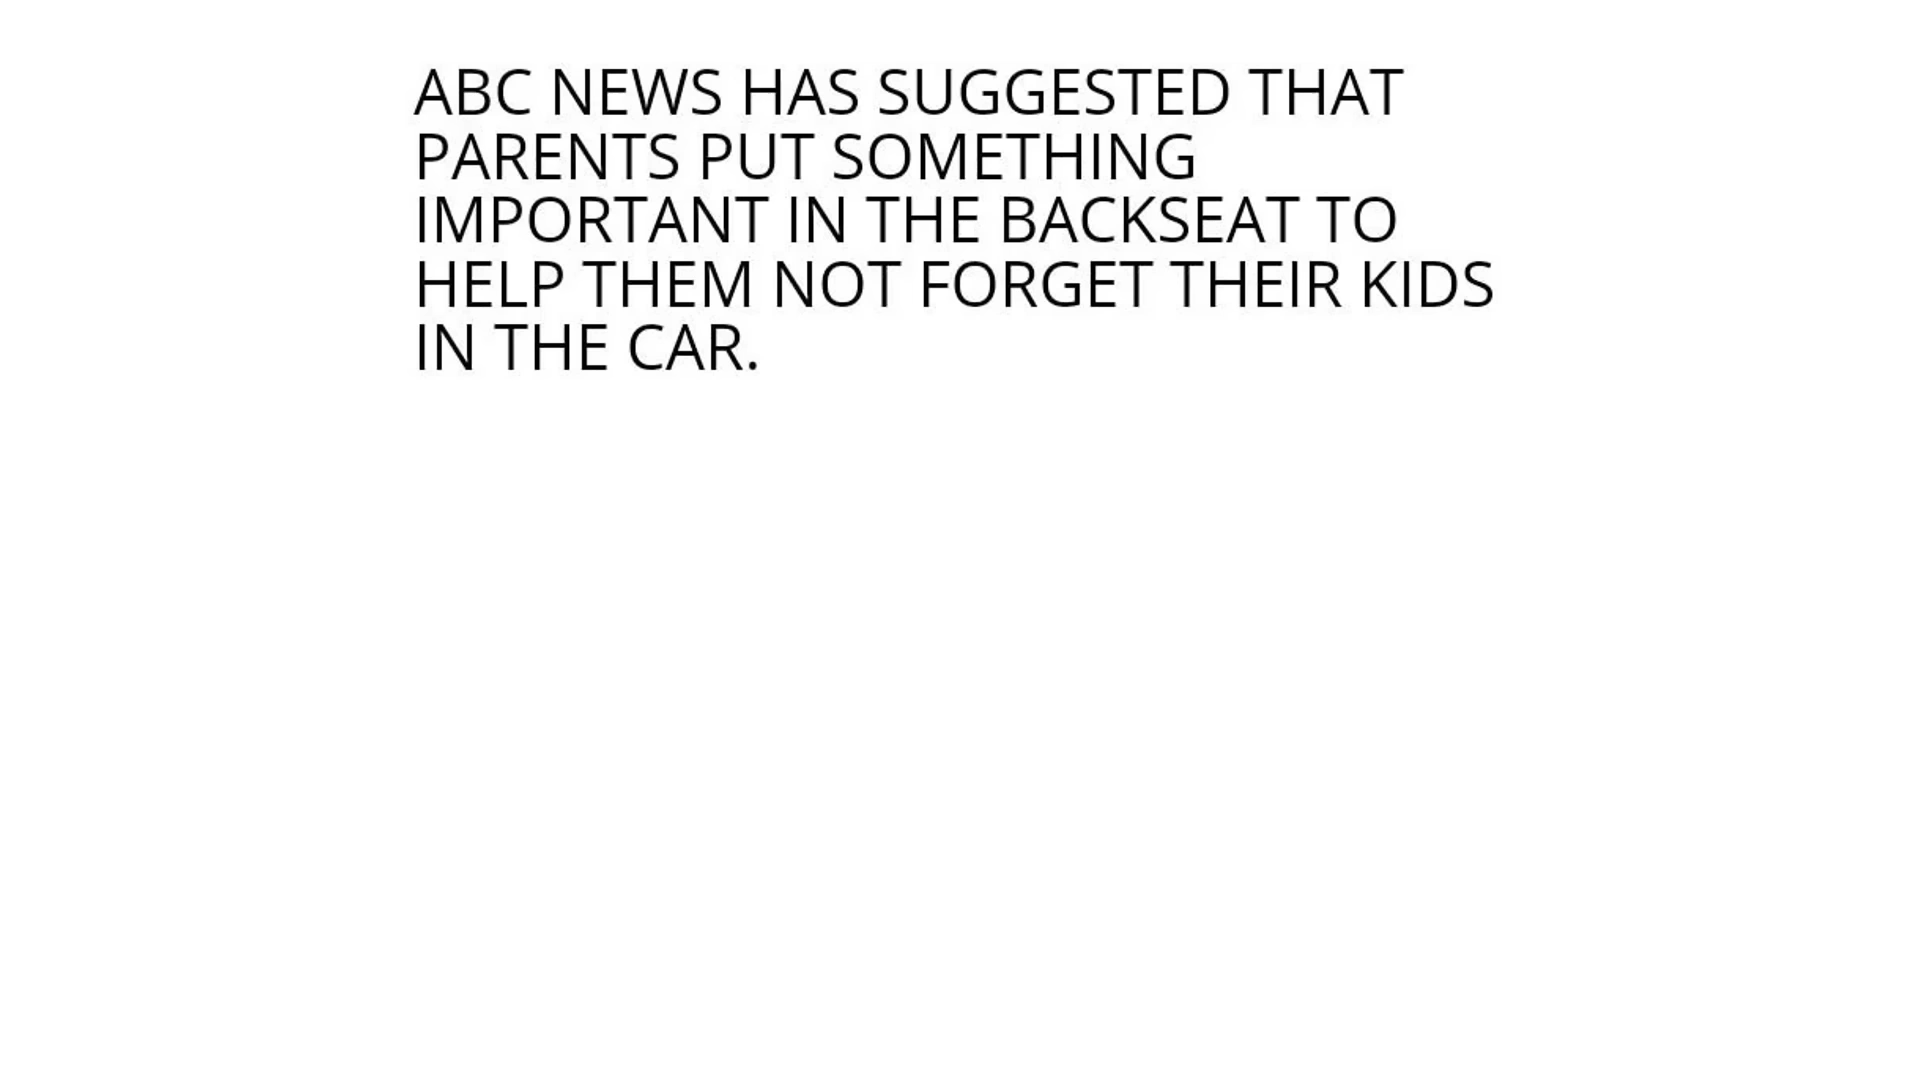 ABC NEWS HAS SUGGESTED THAT
PARENTS PUT SOMETHING
IMPORTANT IN THE BACKSEAT TO
HELP THEM NOT FORGET THEIR KIDS
IN THE CAR.